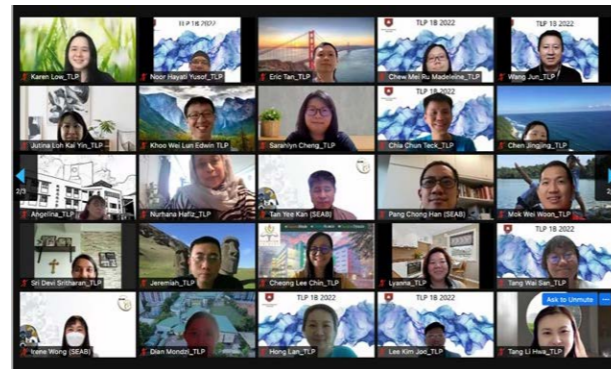 TLP 1B 2022
TLP 1B 2022
TLP 1B 2022
Karen Low_TLP
Noor Hayati Yusof_TLP
Eric Tan_TLP
Chew Mei Ru Madeleine_TLP
Wang Jun_TLP
TLP 1B 2022
Jutina Loh Kai Yin_TLP
Khoo Wei Lun Edwin TLP
Sarahlyn Cheng_TLP
Chia Chun Teck_TLP
Chen Jingjing_TLP
2/3
Angelina_TLP
Nurhana Hafiz_TLP
Tan Yee Kan (SEAB)
Pang Chong Han (SEAB)
Mok Wei Woon_TLP
TLP 1B 2022
Sri Devi Sritharan_TLP
Jeremiah_TLP
Cheong Lee Chin_TLP
Lyanna_TLP
Tang Wai San_TLP
TLP 1B 2022
TLP 1B 2022
Ask to Unmute
Irene Wong (SEAB)
Dian Mondzi_TLP
Hong Lan_TLP
Lee Kim Joo_TLP
Tang Li Hwa_TLP